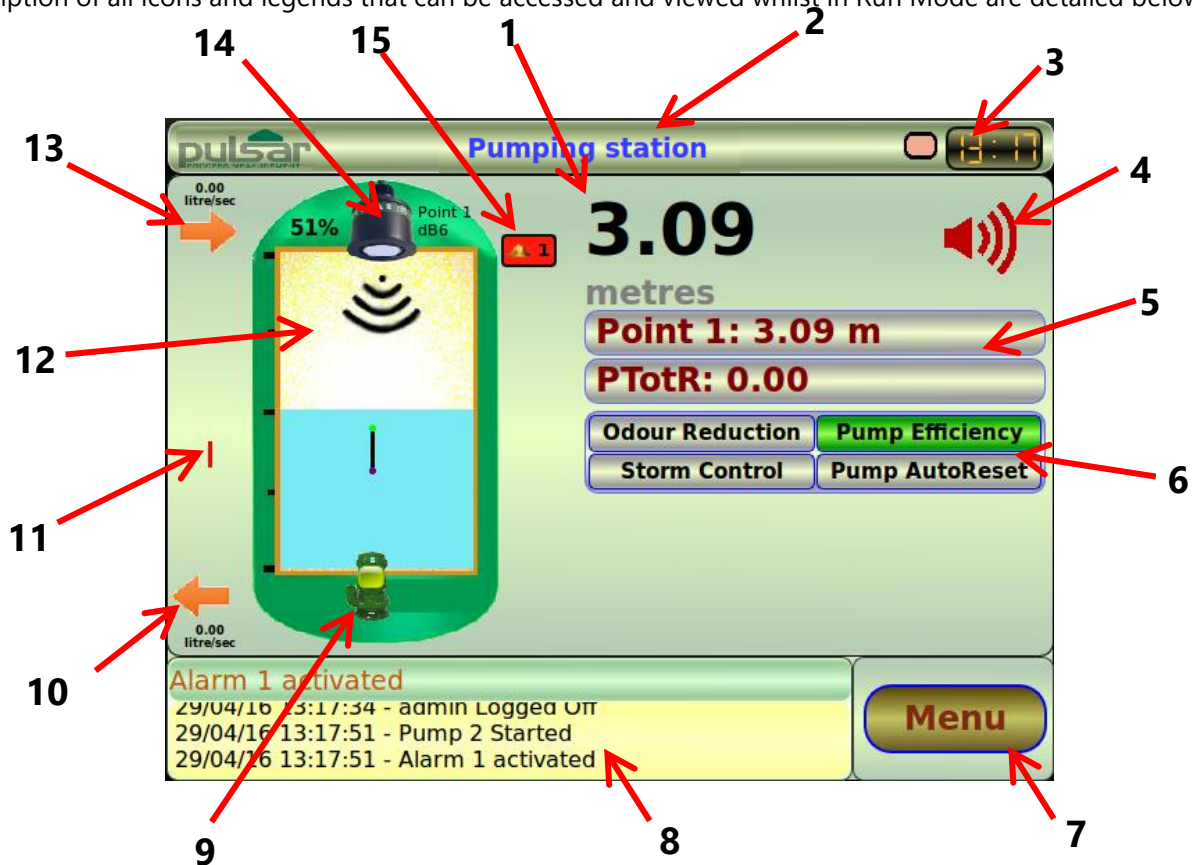 ption of all icons and legends that can be accessed and viewed whilst in Run Mode are detailed below
14
15
1
2
3
13
4
pulsar
Pumping station
13:17
0.00
litre/sec
51%
Point 1
dB6
1
3.09
metres
12
5
Point 1: 3.09 m
PTotR: 0.00
Odour Reduction
Pump Efficiency
Storm Control
Pump AutoReset
6
11
0.00
litre/sec
10
Alarm 1 activated
29/04/16 13:17:34 - admin Logged Off
29/04/16 13:17:51 - Pump 2 Started
29/04/16 13:17:51 - Alarm 1 activated
Menu
9
8
7